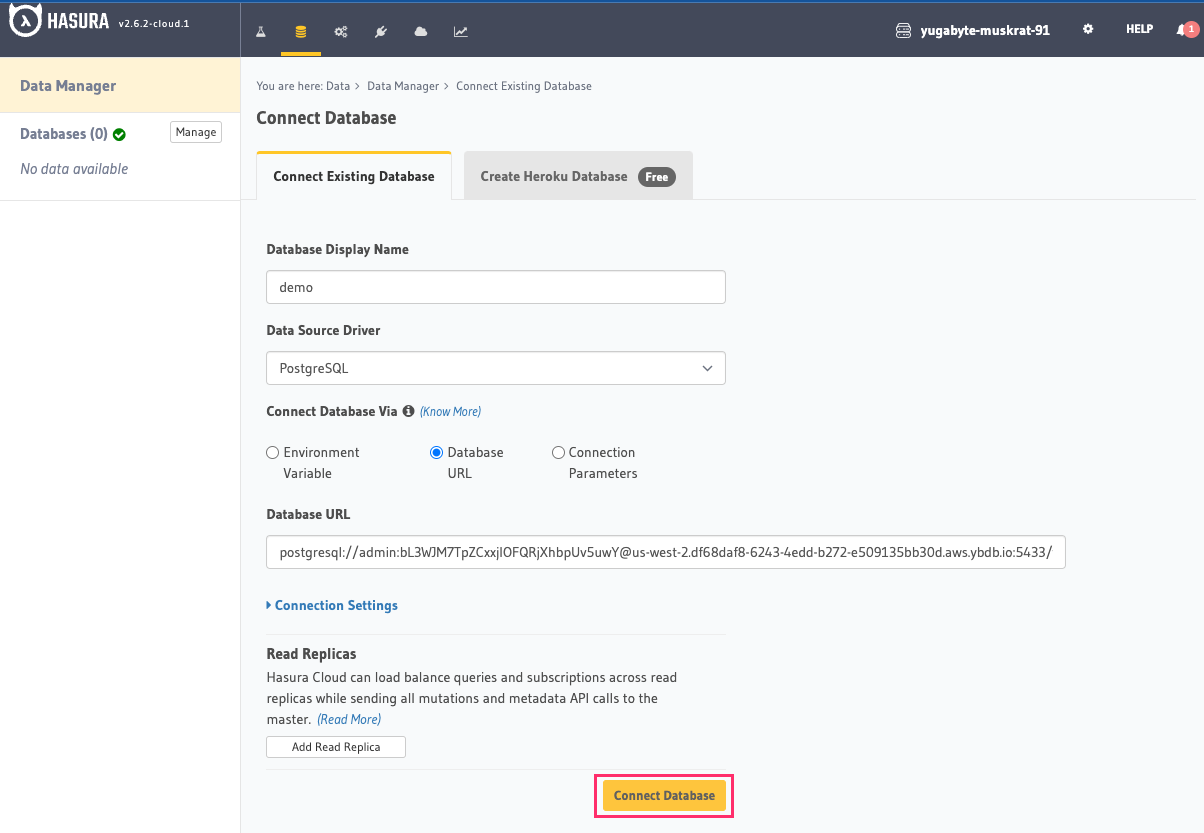 HASURA v2.6.2-cloud.1
yugabyte-muskrat-91
HELP
1
Data Manager
Databases (0)
Manage
No data available
You are here: Data > Data Manager > Connect Existing Database
Connect Database
Connect Existing Database
Create Heroku Database Free
Database Display Name
demo
Data Source Driver
PostgreSQL
Connect Database Via (Know More)
Environment Variable
Database URL
Connection Parameters
Database URL
postgresql://admin:bL3WJM7TpZCxxjIOFQRjXhbpUv5uwY@us-west-2.df68daf8-6243-4edd-b272-e509135bb30d.aws.ybdb.io:5433/
Connection Settings
Read Replicas
Hasura Cloud can load balance queries and subscriptions across read
replicas while sending all mutations and metadata API calls to the
master. (Read More)
Add Read Replica
Connect Database